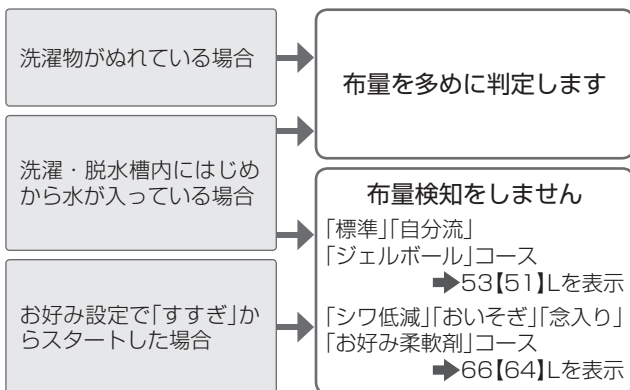 洗濯物がぬれている場合
布量を多めに判定します
洗濯・脱水槽内にはじめ
から水が入っている場合
布量検知をしません
「標準」「自分流」
「ジェルボール」コース
➡53【51】Lを表示
お好み設定で「すすぎ」か
らスタートした場合
「シワ低減」「おいそぎ」「念入り」
「お好み柔軟剤」コース
➡66【64】Lを表示